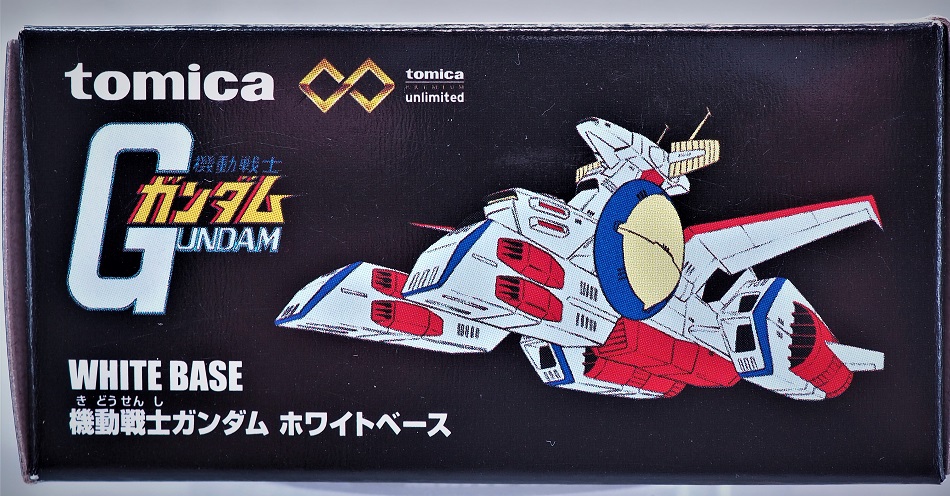 tomica
tomica
PREMIUM
unlimited
機動戦士
ガンダム
GUNDAM
WHITE BASE
き どうせん し
機動戦士ガンダム ホワイトベース